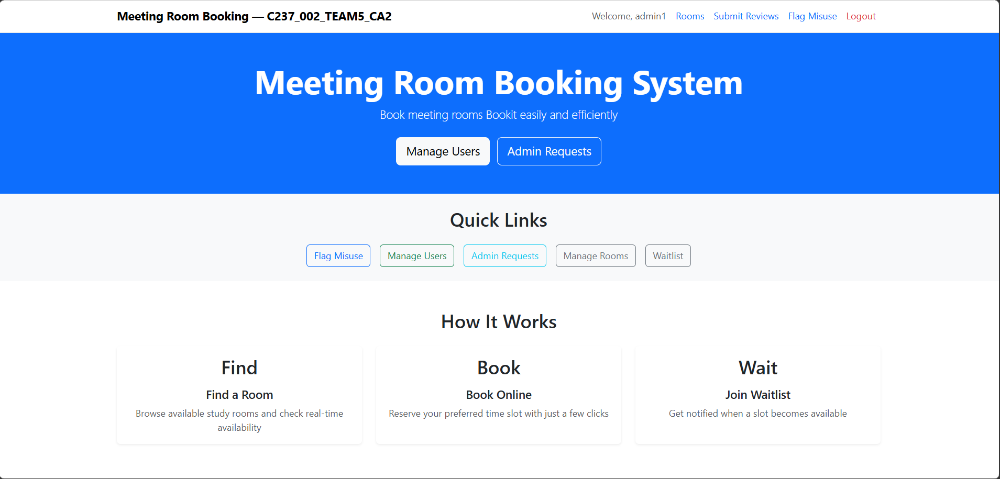 Meeting Room Booking — C237_002_TEAM5_CA2
Welcome, admin1 Rooms Submit Reviews Flag Misuse Logout
Meeting Room Booking System
Book meeting rooms Bookit easily and efficiently
Manage Users Admin Requests
Quick Links
Flag Misuse Manage Users Admin Requests Manage Rooms Waitlist
How It Works
Find
Find a Room
Browse available study rooms and check real-time
availability
Book
Book Online
Reserve your preferred time slot with just a few clicks
Wait
Join Waitlist
Get notified when a slot becomes available